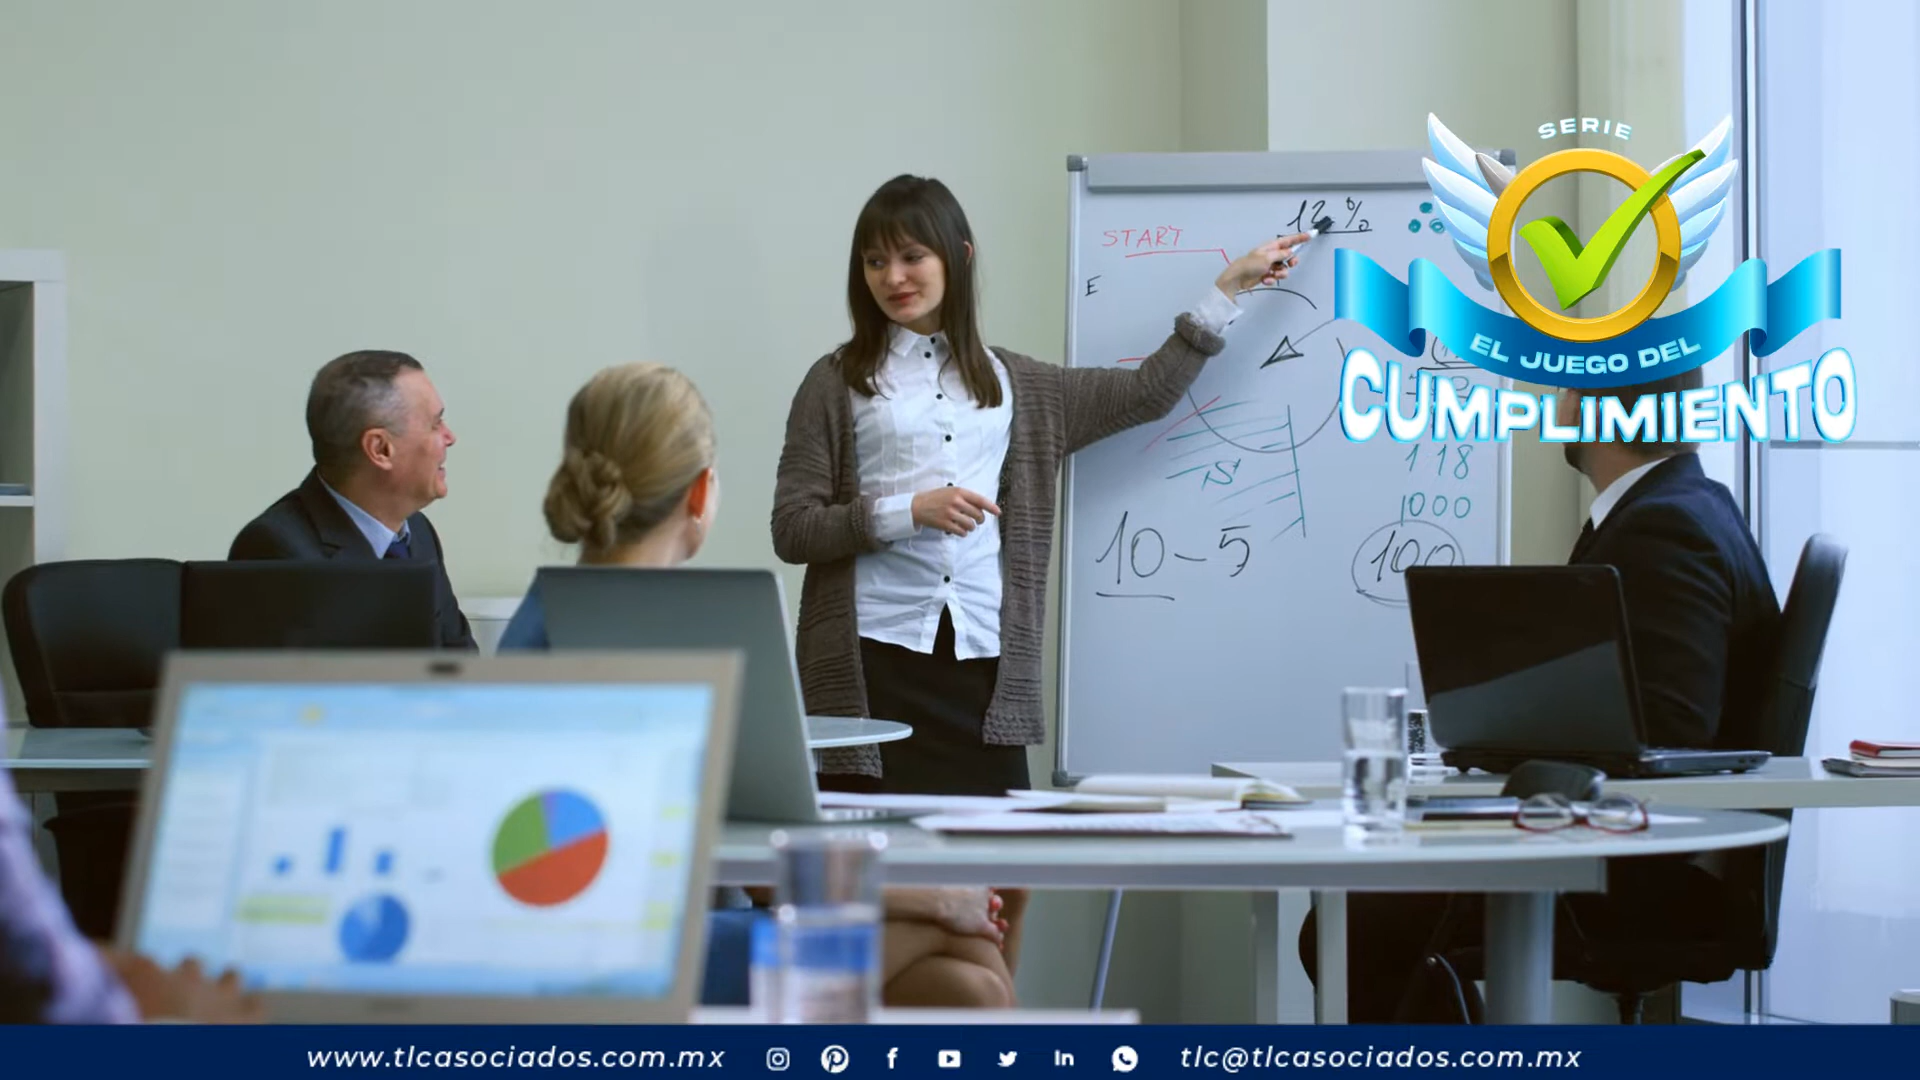 SERIE
EL JUEGO DEL
CUMPLIMIENTO
START
12 %
E
S
118
1000
10-5
100
www.tlcasociados.com.mx
tlc@tlcasociados.com.mx